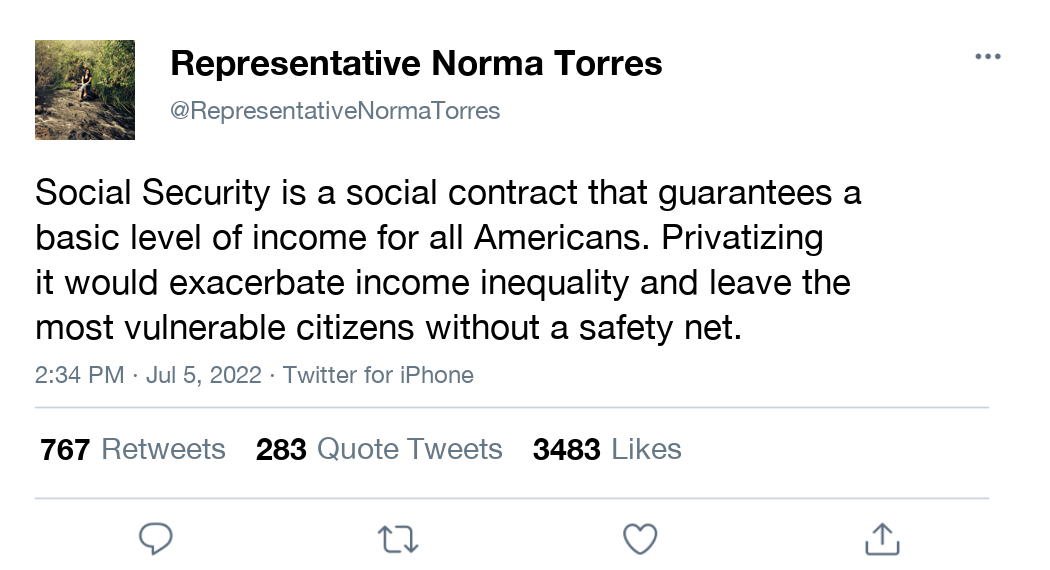 Representative Norma Torres
@RepresentativeNormaTorres
Social Security is a social contract that guarantees a
basic level of income for all Americans. Privatizing
it would exacerbate income inequality and leave the
most vulnerable citizens without a safety net.
2:34 PM · Jul 5, 2022 · Twitter for iPhone
767 Retweets 283 Quote Tweets 3483 Likes